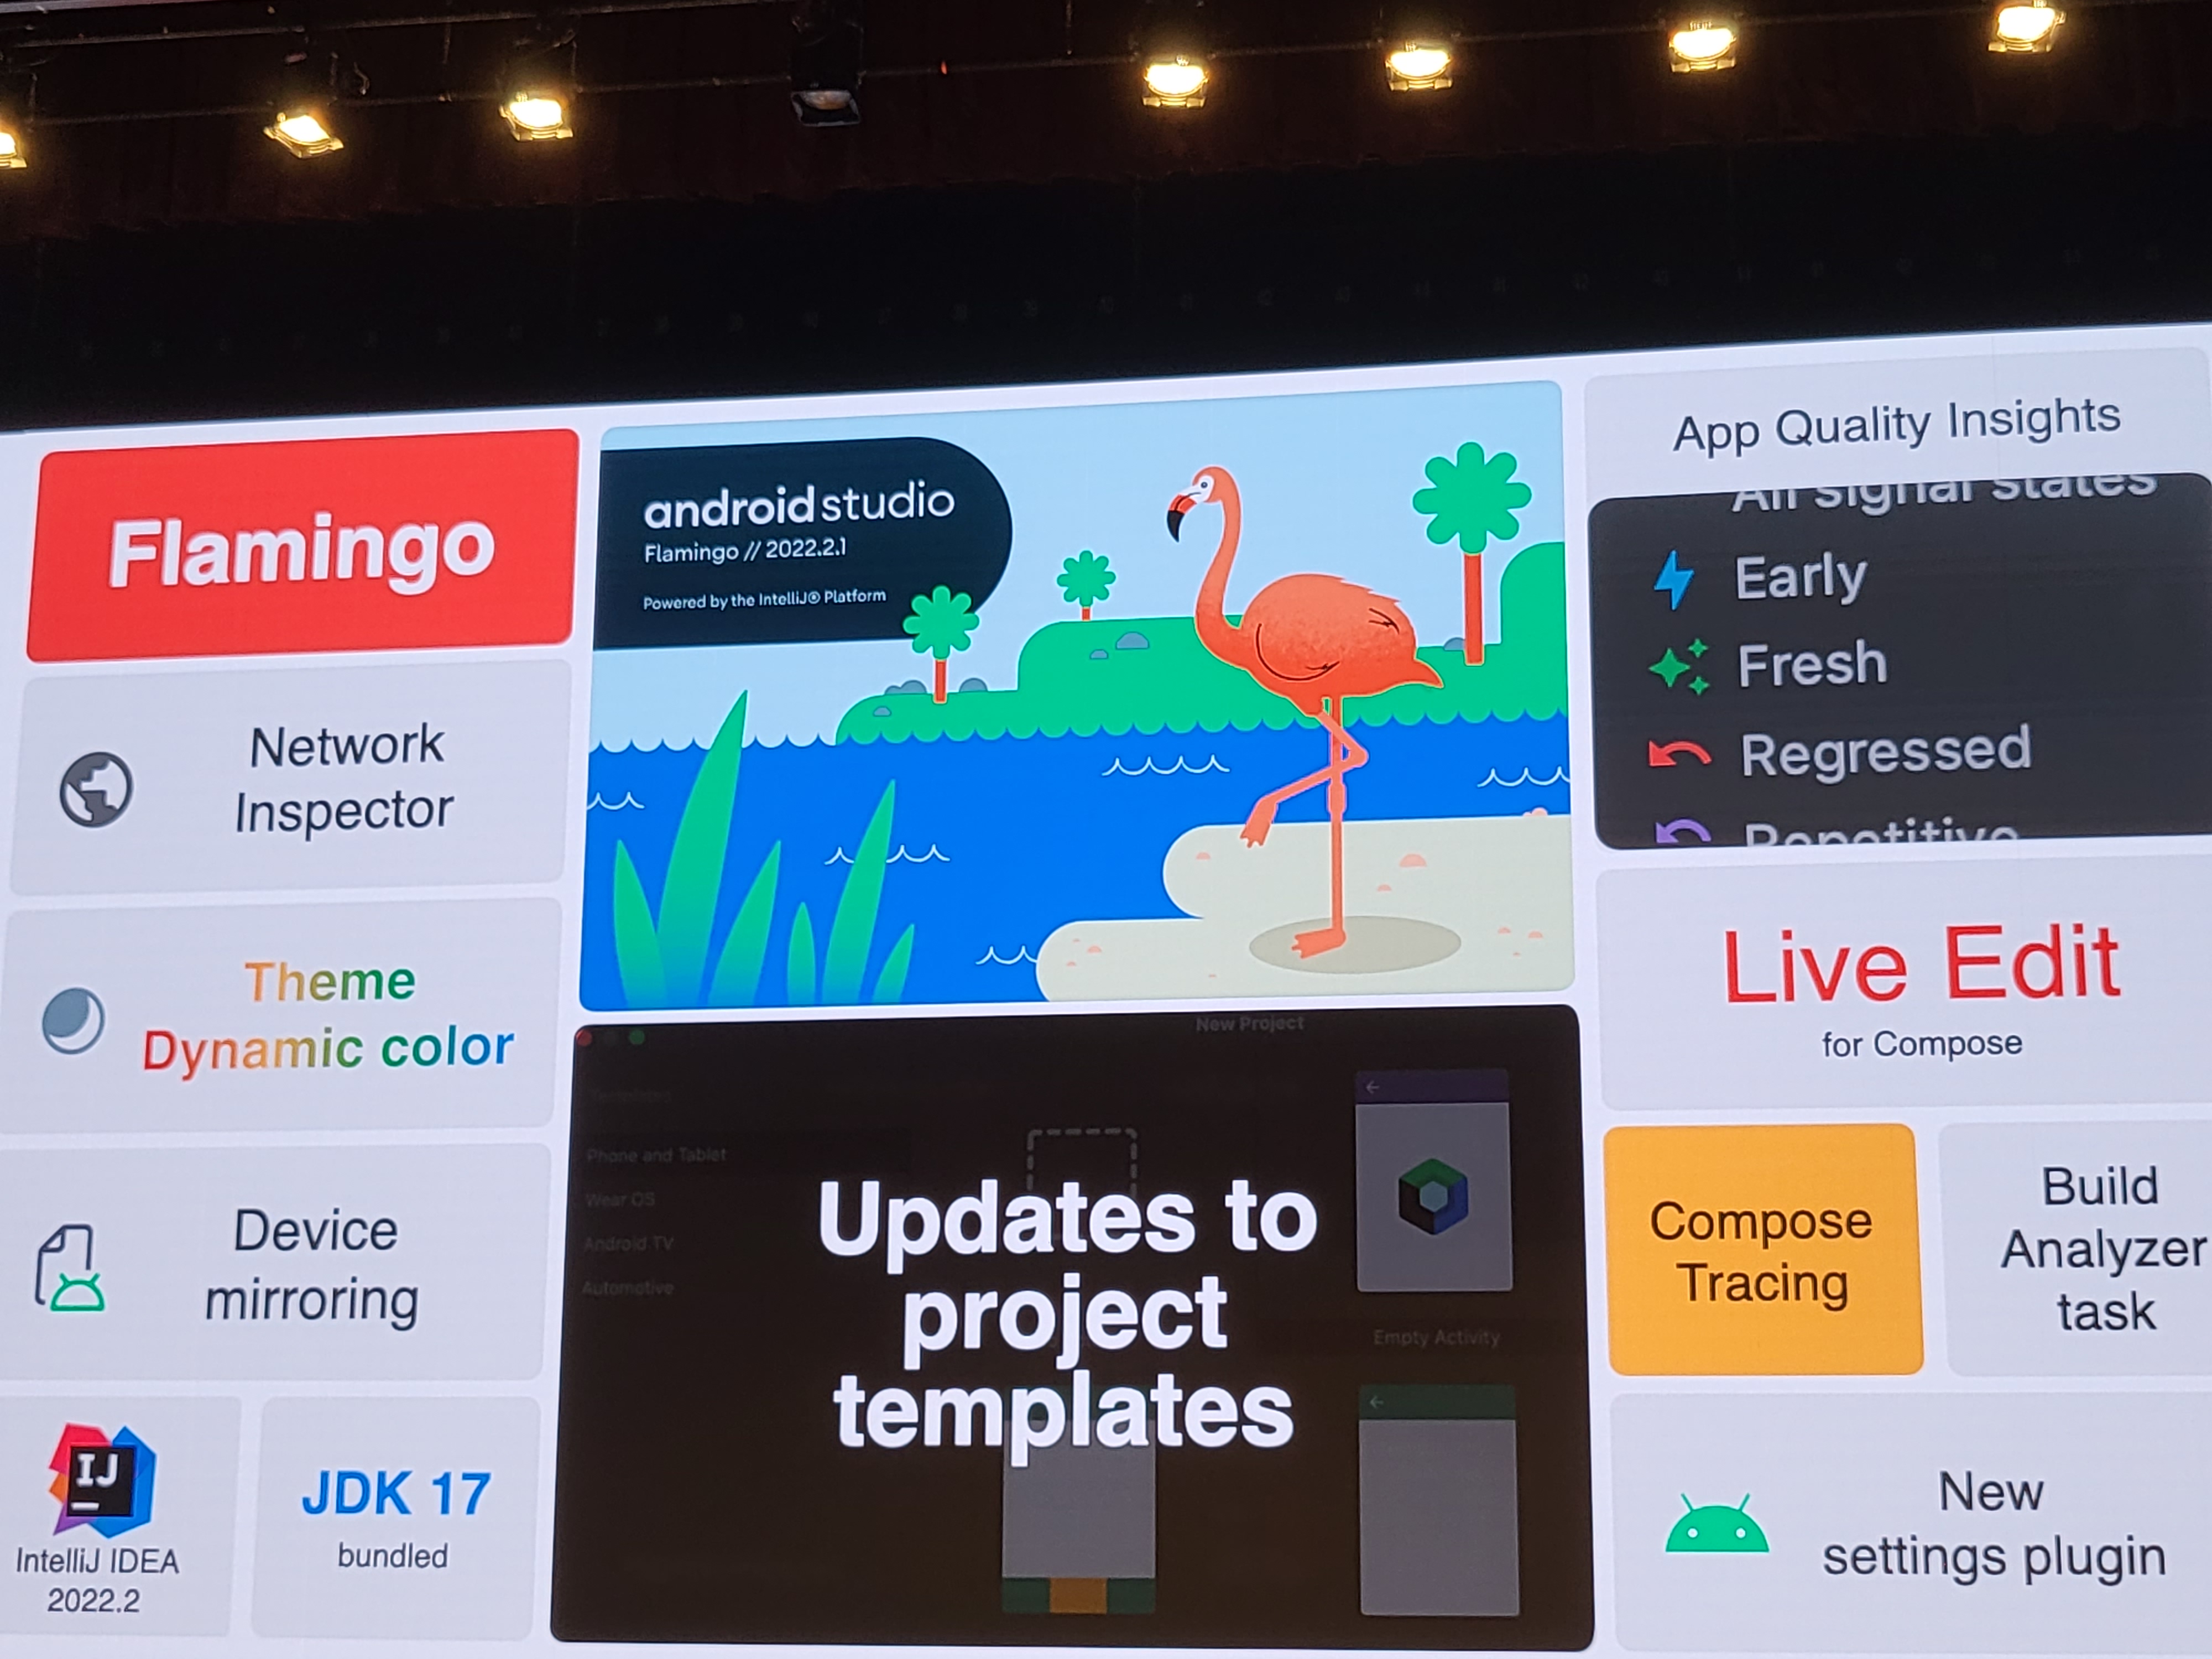 Flamingo
Network
Inspector
Theme
Dynamic color
Device
mirroring
IJ
IntelliJ IDEA
2022.2
JDK 17
bundled
androidstudio
Flamingo // 2022.2.1
Powered by the IntelliJ® Platform
New Project
Templates
Phone and Tablet
Wear OS
Android TV
Automotive
Empty Activity
Updates to
project
templates
App Quality Insights
All signal states
Early
Fresh
Regressed
Repetitive
Live Edit
for Compose
Compose
Tracing
Build
Analyzer
task
New
settings plugin